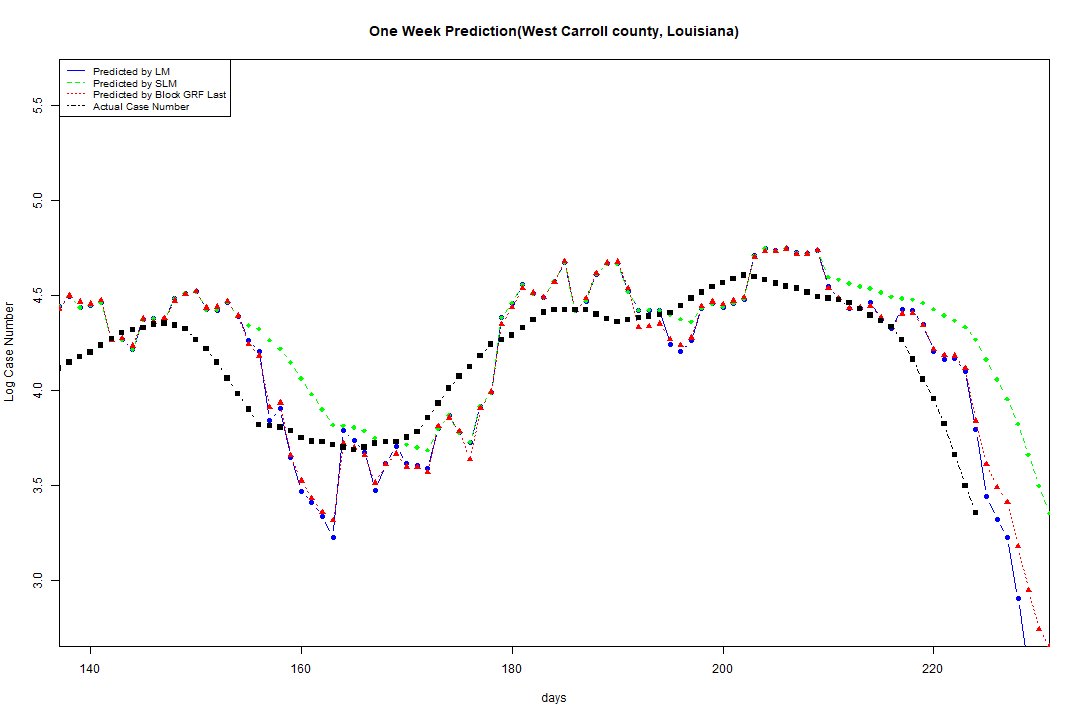 One Week Prediction(West Carroll county, Louisiana)
Predicted by LM
Predicted by SLM
Predicted by Block GRF Last
Actual Case Number
5.5
5.0
4.5
4.0
3.5
3.0
Log Case Number
140 160 180 200 220
days